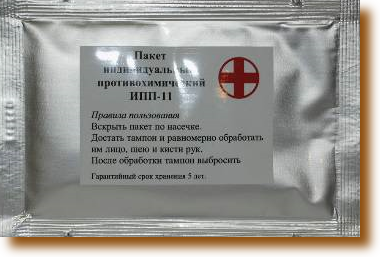 Пакет
индивидуальный
противохимический
ИПП-11
Правила пользования
Вскрыть пакет по насечке.
Достать тампон и равномерно обработать
им лицо, шею и кисти рук.
После обработки тампон выбросить
Гарантийный срок хранения 5 лет.